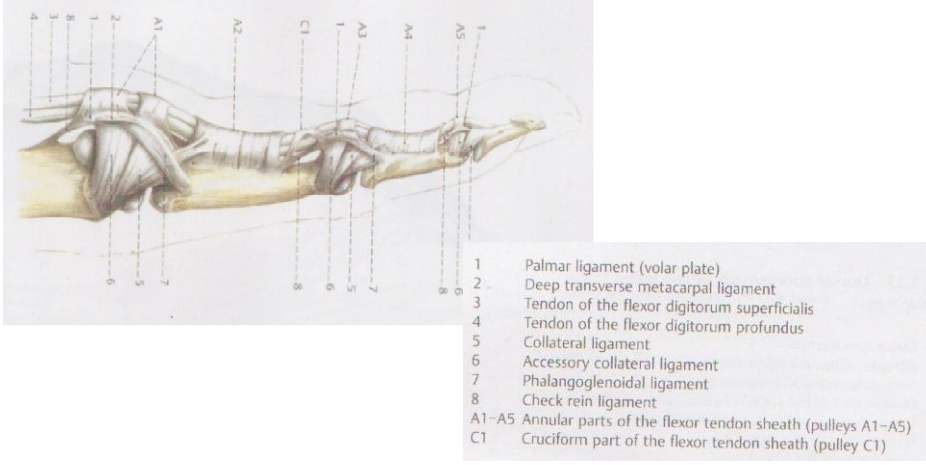 4 3 8 1 2 A1 A2 C1 1 A3 A4 A5 1
6 5 7 8 6 5 7 8 6
1 Palmar ligament (volar plate)
2 Deep transverse metacarpal ligament
3 Tendon of the flexor digitorum superficialis
4 Tendon of the flexor digitorum profundus
5 Collateral ligament
6 Accessory collateral ligament
7 Phalangoglenoidal ligament
8 Check rein ligament
A1–A5 Annular parts of the flexor tendon sheath (pulleys A1–A5)
C1 Cruciform part of the flexor tendon sheath (pulley C1)